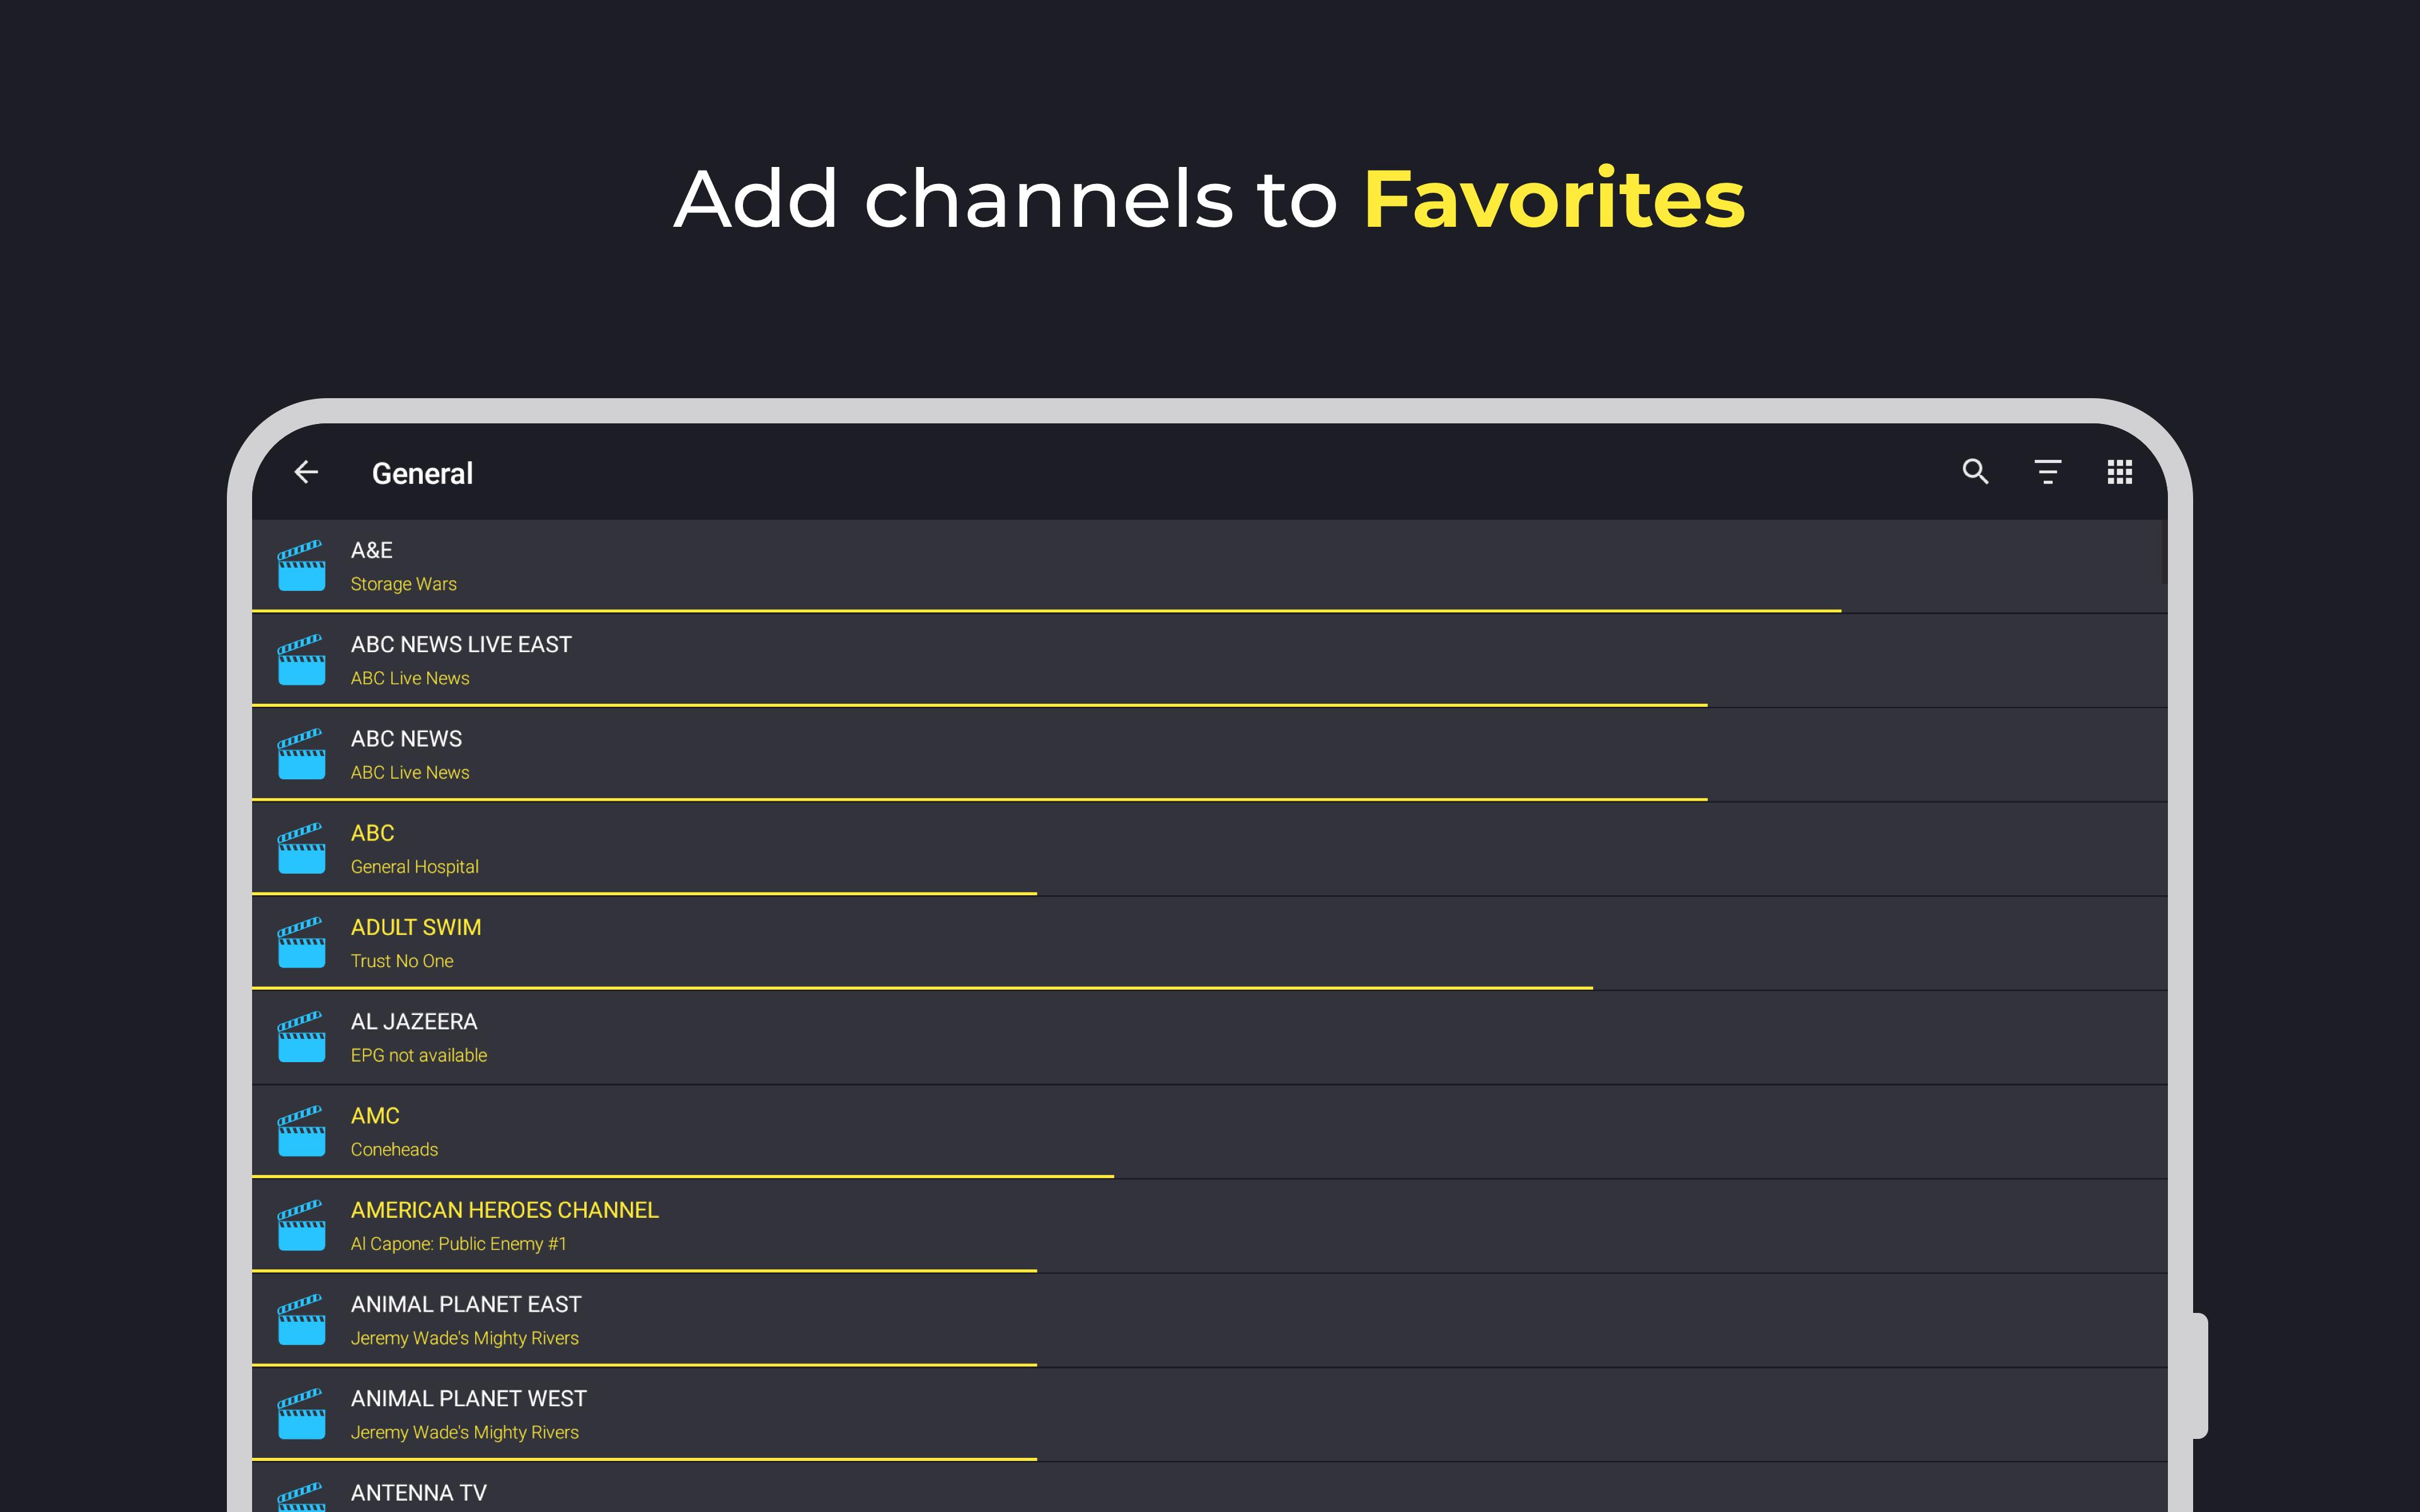 Add channels to Favorites
General
A&E
Storage Wars
ABC NEWS LIVE EAST
ABC Live News
ABC NEWS
ABC Live News
ABC
General Hospital
ADULT SWIM
Trust No One
AL JAZEERA
EPG not available
AMC
Coneheads
AMERICAN HEROES CHANNEL
Al Capone: Public Enemy #1
ANIMAL PLANET EAST
Jeremy Wade's Mighty Rivers
ANIMAL PLANET WEST
Jeremy Wade's Mighty Rivers
ANTENNA TV